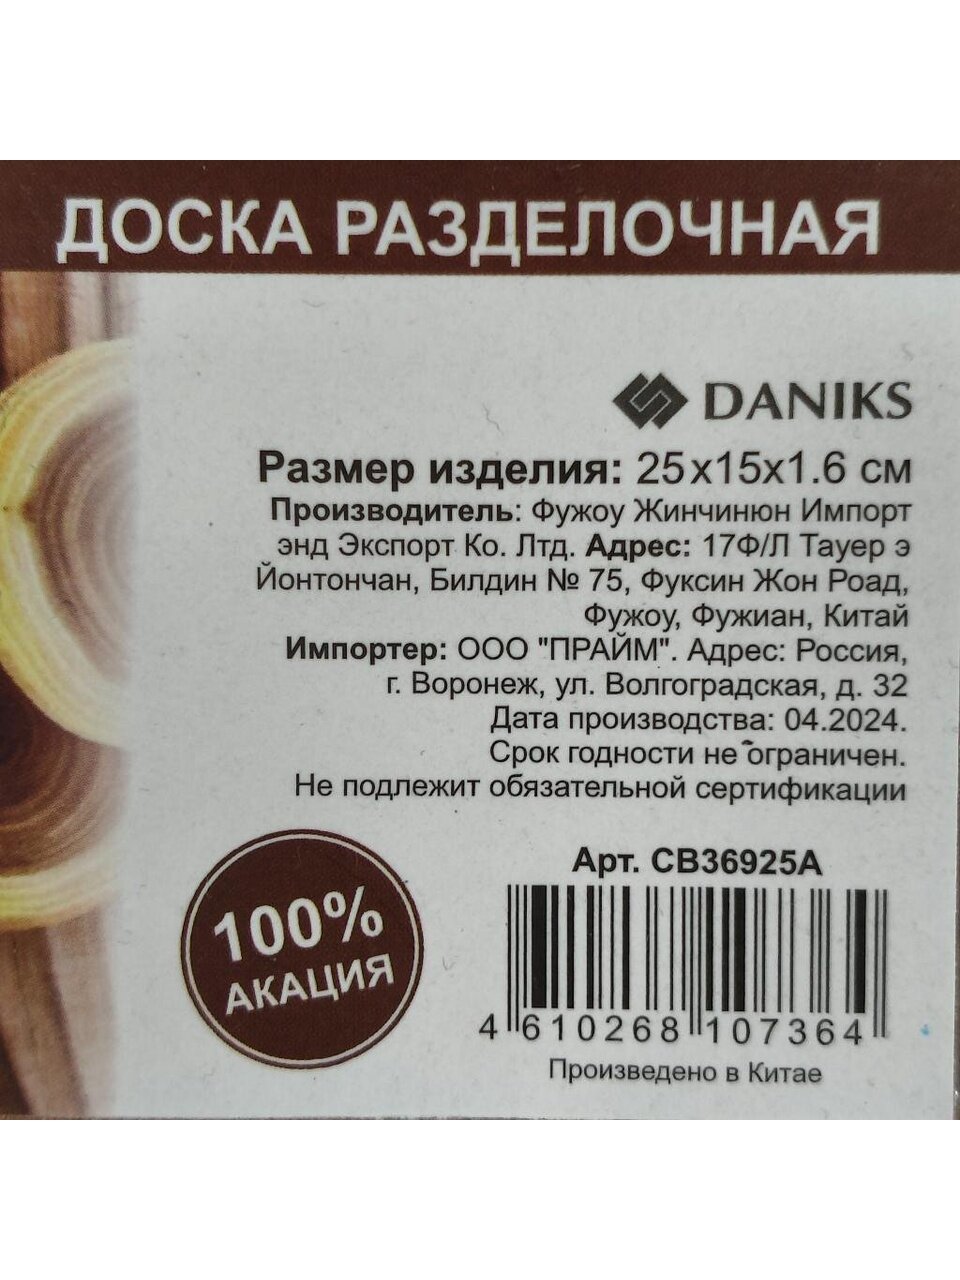 ДОСКА РАЗДЕЛОЧНАЯ
DANIKS
Размер изделия: 25х15х1.6 см
Производитель: Фужоу Жинчинюн Импорт
энд Экспорт Ко. Лтд. Адрес: 17Ф/Л Тауер э
Йонтончан, Билдин № 75, Фуксин Жон Роад,
Фужоу, Фужиан, Китай
Импортер: ООО "ПРАЙМ". Адрес: Россия,
г. Воронеж, ул. Волгоградская, д. 32
Дата производства: 04.2024.
Срок годности не ограничен.
Не подлежит обязательной сертификации
100%
АКАЦИЯ
Арт. СВ36925А
4 610268 107364
Произведено в Китае